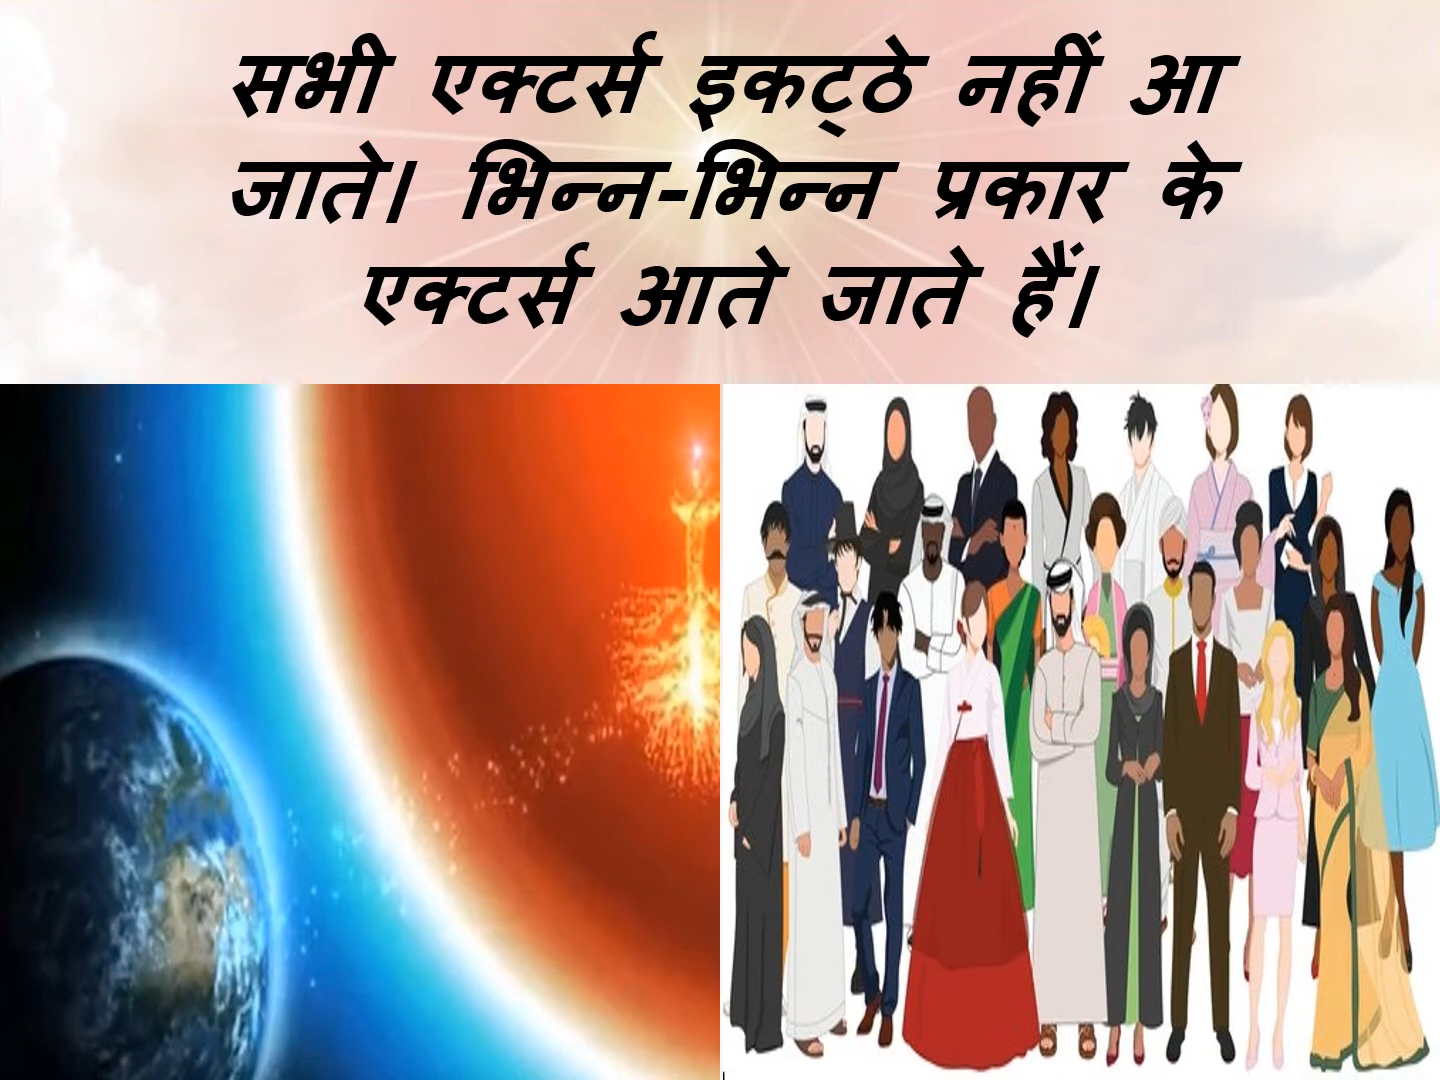 सभी एक्टर्स इकट्ठे नहीं आ
जाते। भिन्न-भिन्न प्रकार के
एक्टर्स आते जाते हैं।